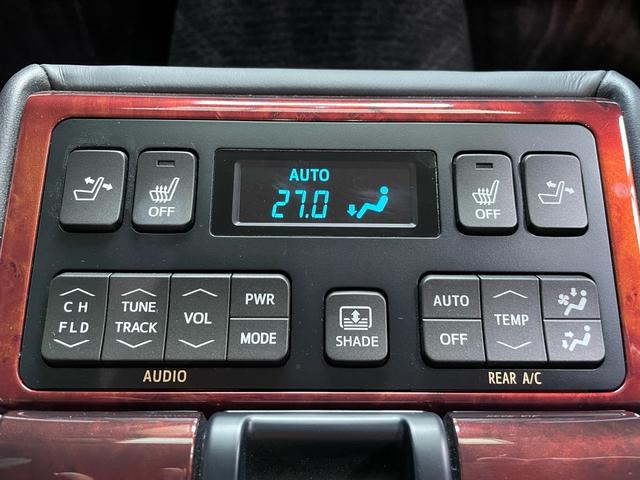 AUTO
27.0
OFF
OFF
CH
FLD
TUNE
TRACK
VOL
PWR
MODE
SHADE
AUTO
OFF
TEMP
AUDIO
REAR A/C